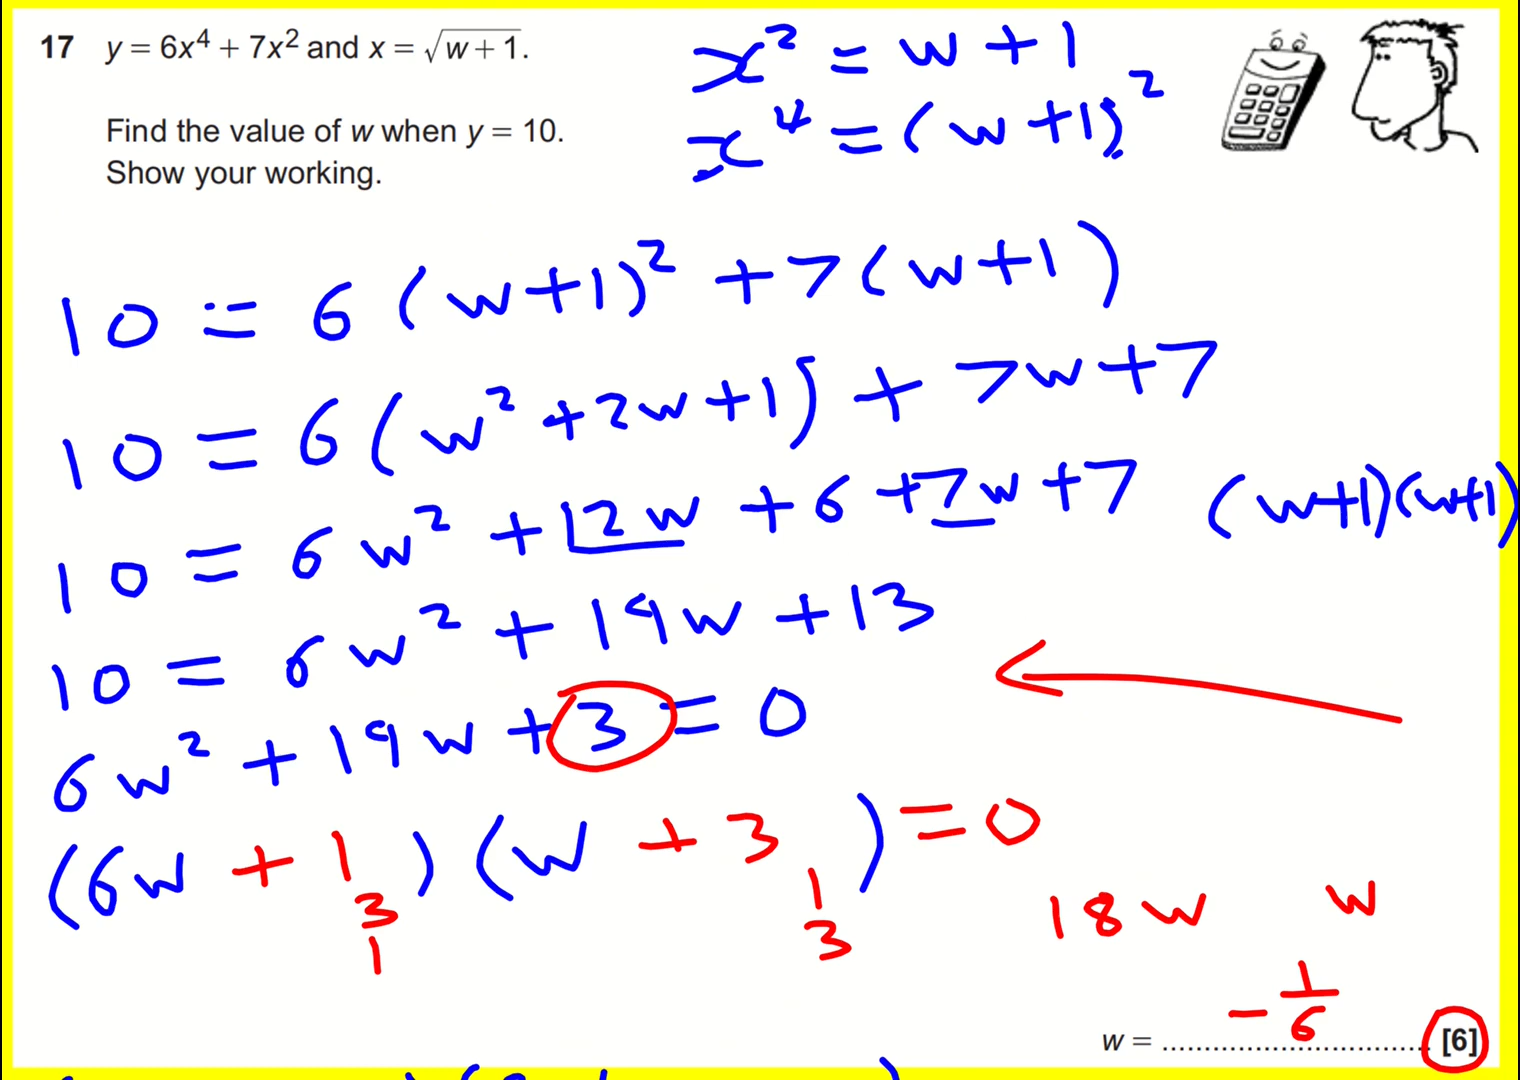 17 y = 6x⁴ + 7x² and x = √(w + 1).
x² = w + 1
x⁴ = (w + 1)²
Find the value of w when y = 10.
Show your working.
10 = 6(w+1)² + 7(w+1)
10 = 6(w² + 2w + 1) + 7w + 7
10 = 6w² + 12w + 6 + 7w + 7
(w+1)(w+1)
10 = 6w² + 19w + 13
6w² + 19w + 3 = 0
(6w + 1)(w + 3) = 0
3 1
1 3
18w w
-1/6
w = .................................. [6]